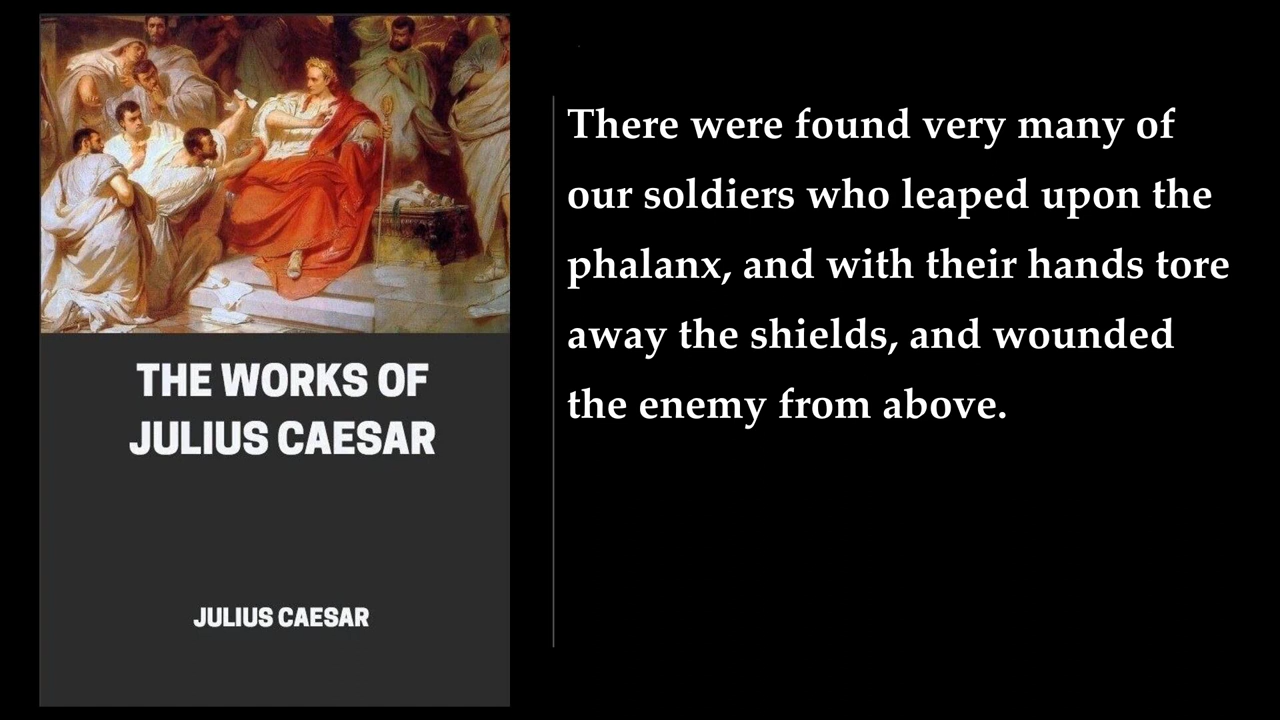 THE WORKS OF
JULIUS CAESAR
JULIUS CAESAR
There were found very many of
our soldiers who leaped upon the
phalanx, and with their hands tore
away the shields, and wounded
the enemy from above.